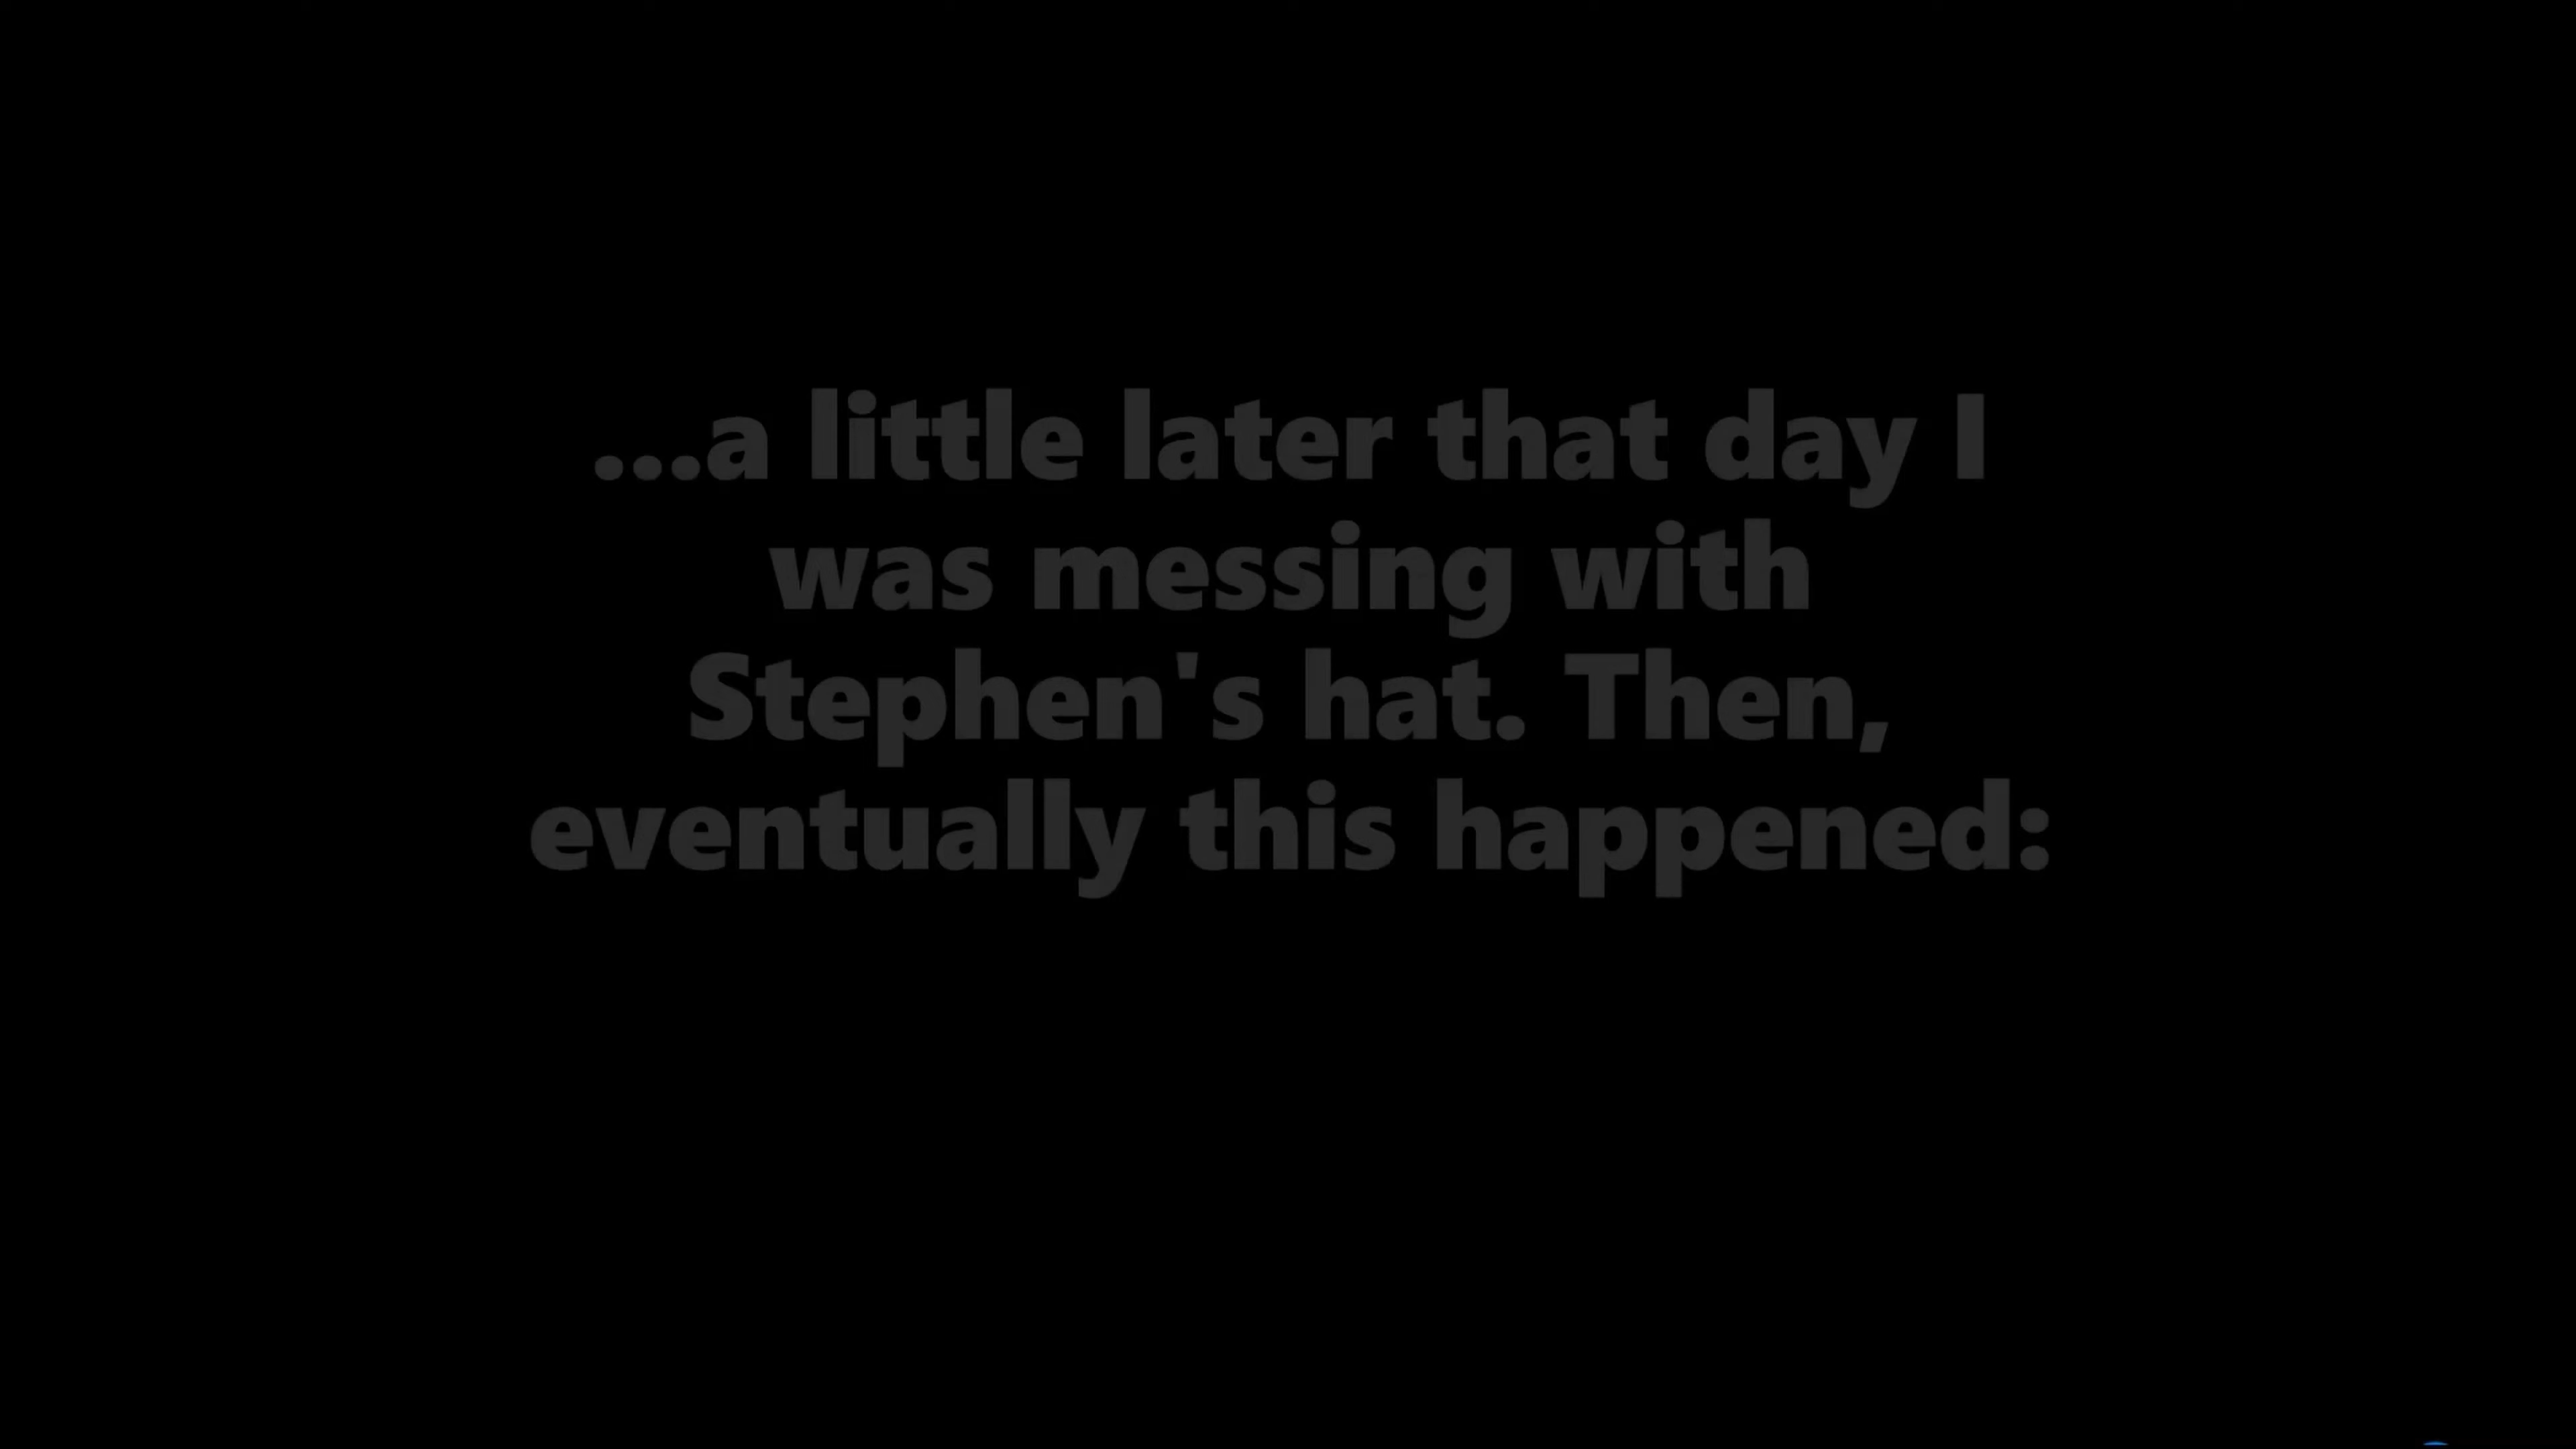 ...a little later that day I
was messing with
Stephen's hat. Then,
eventually this happened: